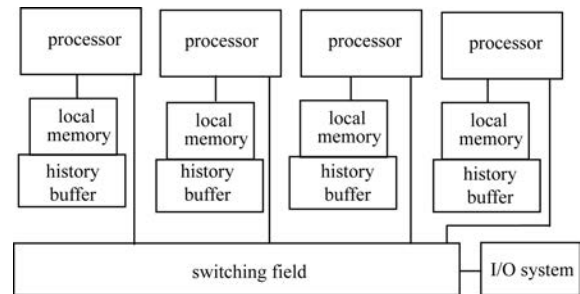 processor
processor
processor
processor
local
memory
local
memory
local
memory
local
memory
history
buffer
history
buffer
history
buffer
history
buffer
switching field
I/O system